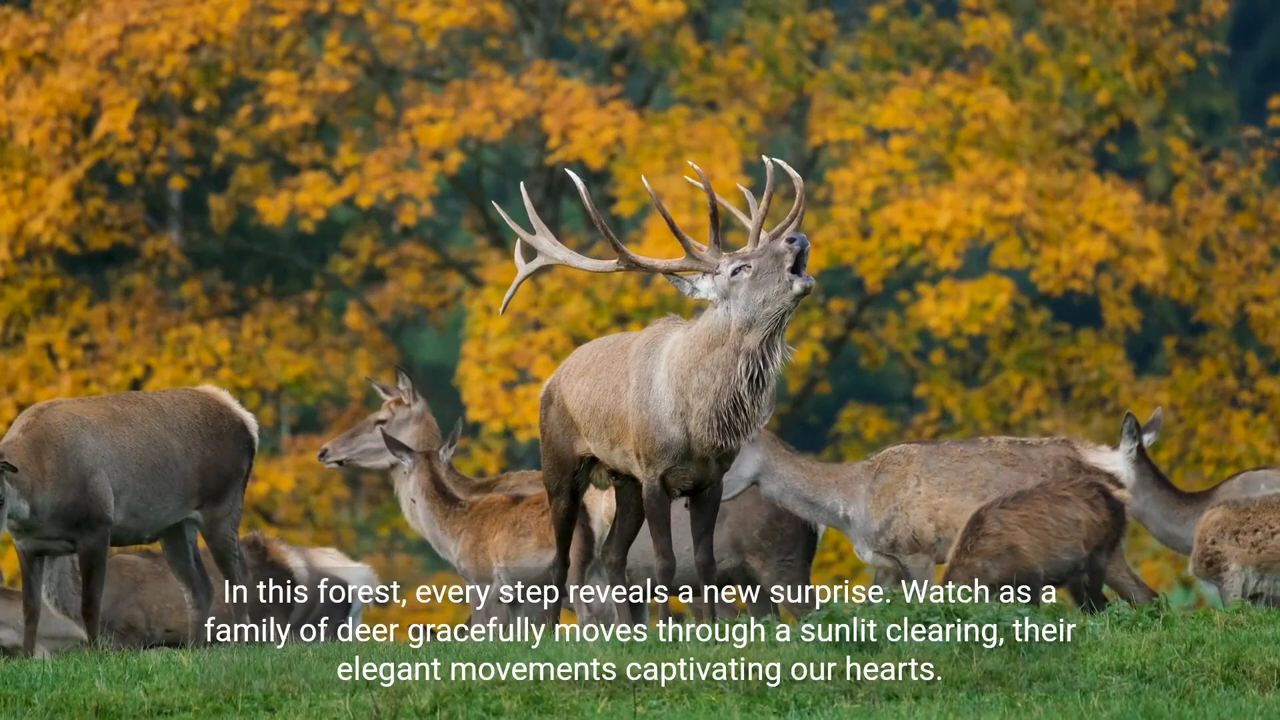 In this forest, every step reveals a new surprise. Watch as a
family of deer gracefully moves through a sunlit clearing, their
elegant movements captivating our hearts.